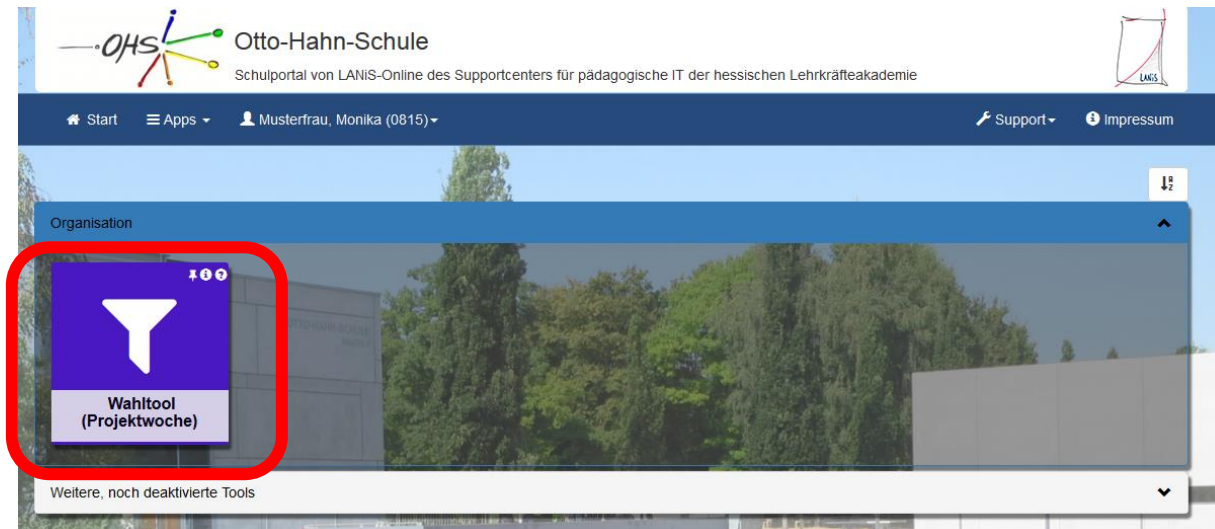 OHS
Otto-Hahn-Schule
Schulportal von LANiS-Online des Supportcenters für pädagogische IT der hessischen Lehrkräfteakademie
LANiS
Start Apps Musterfrau, Monika (0815) Support Impressum
Organisation
Wahltool
(Projektwoche)
Weitere, noch deaktivierte Tools